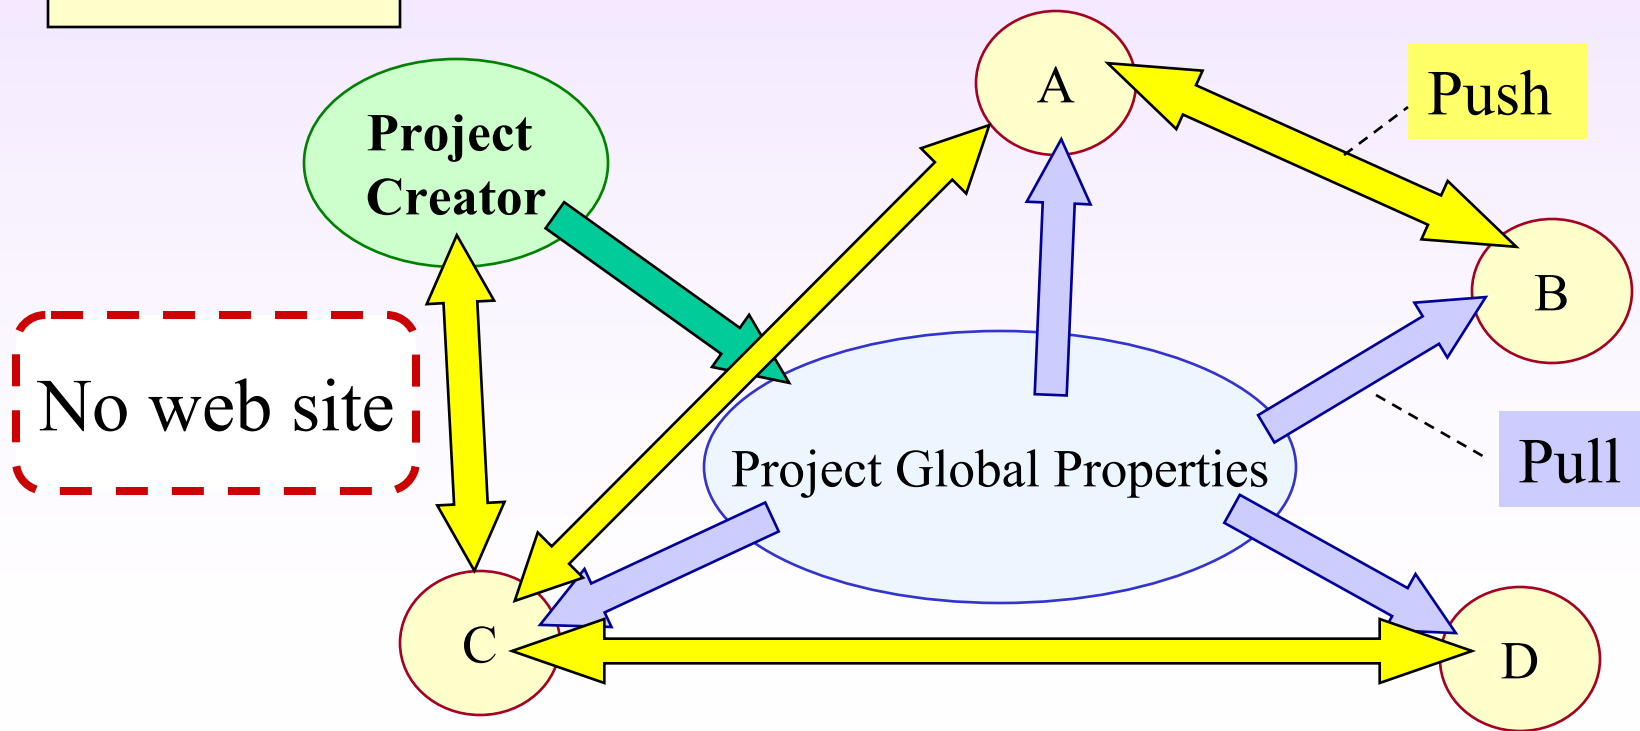 A
Push
Project
Creator
B
No web site
Project Global Properties
Pull
C
D